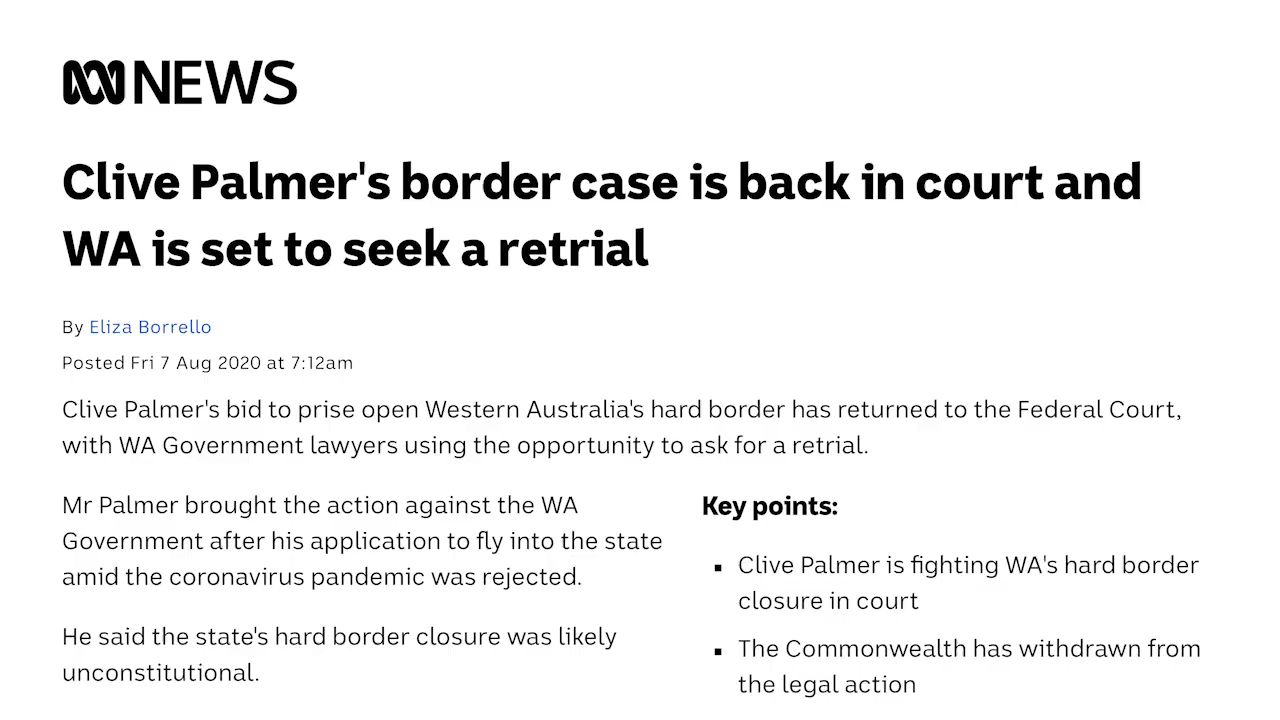 NEWS
Clive Palmer's border case is back in court and
WA is set to seek a retrial
By Eliza Borrello
Posted Fri 7 Aug 2020 at 7:12am
Clive Palmer's bid to prise open Western Australia's hard border has returned to the Federal Court,
with WA Government lawyers using the opportunity to ask for a retrial.
Mr Palmer brought the action against the WA
Government after his application to fly into the state
amid the coronavirus pandemic was rejected.
He said the state's hard border closure was likely
unconstitutional.
Key points:
▪ Clive Palmer is fighting WA's hard border
closure in court
▪ The Commonwealth has withdrawn from
the legal action